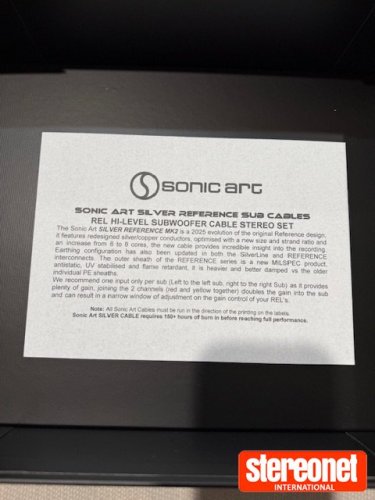 SONIC ART
SONIC ART SILVER REFERENCE SUB CABLES
REL HI-LEVEL SUBWOOFER CABLE STEREO SET
The Sonic Art SILVER REFERENCE MK2 is a 2025 evolution of the original Reference design,
it features redesigned silver/copper conductors, optimised with a new size and strand ratio and
an increase from 6 to 8 cores, the new cable provides incredible insight into the recording.
Earthing configuration has also been updated in both the SilverLine and REFERENCE
interconnects. The outer sheath of the REFERENCE series is a new MILSPEC product,
antistatic, UV stabilised and flame retardant, it is heavier and better damped vs the older
individual PE sheaths.
We recommend one input only per sub (Left to the left sub, right to the right Sub) as it provides
plenty of gain, joining the 2 channels (red and yellow together) doubles the gain into the sub
and can result in a narrow window of adjustment on the gain control of your REL's.
Note: All Sonic Art Cables must be run in the direction of the printing on the labels.
Sonic Art SILVER CABLE requires 150+ hours of burn in before reaching full performance.
stereonet
INTERNATIONAL